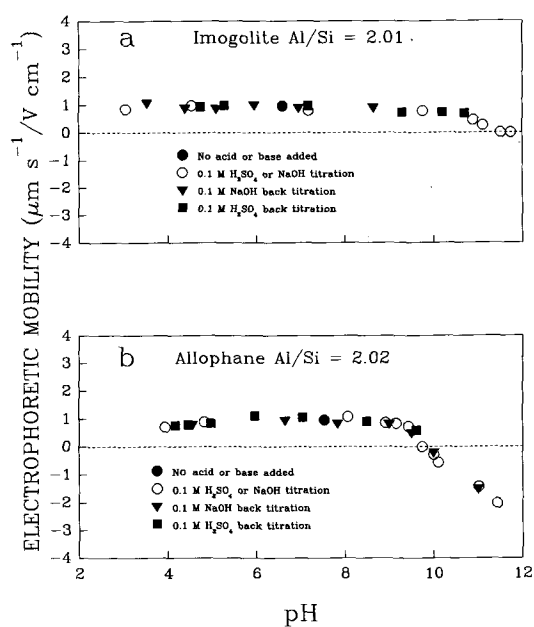 ELECTROPHORETIC MOBILITY (μm s⁻¹/V cm⁻¹)
a Imogolite Al/Si = 2.01
4
3
2
1
0
−1
−2
−3
−4
No acid or base added
0.1 M H₂SO₄ or NaOH titration
0.1 M NaOH back titration
0.1 M H₂SO₄ back titration
b Allophane Al/Si = 2.02
4
3
2
1
0
−1
−2
−3
−4
No acid or base added
0.1 M H₂SO₄ or NaOH titration
0.1 M NaOH back titration
0.1 M H₂SO₄ back titration
2 4 6 8 10 12
pH